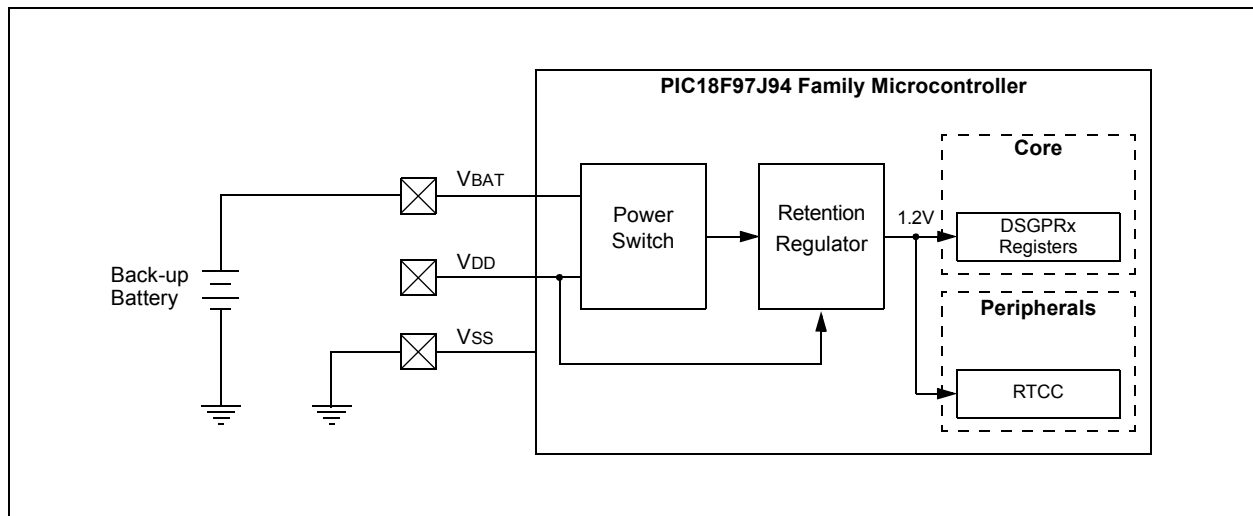 PIC18F97J94 Family Microcontroller
Core
VBAT
Power
Switch
Retention
Regulator
1.2V
DSGPRx
Registers
VDD
Back-up
Battery
Peripherals
VSS
RTCC